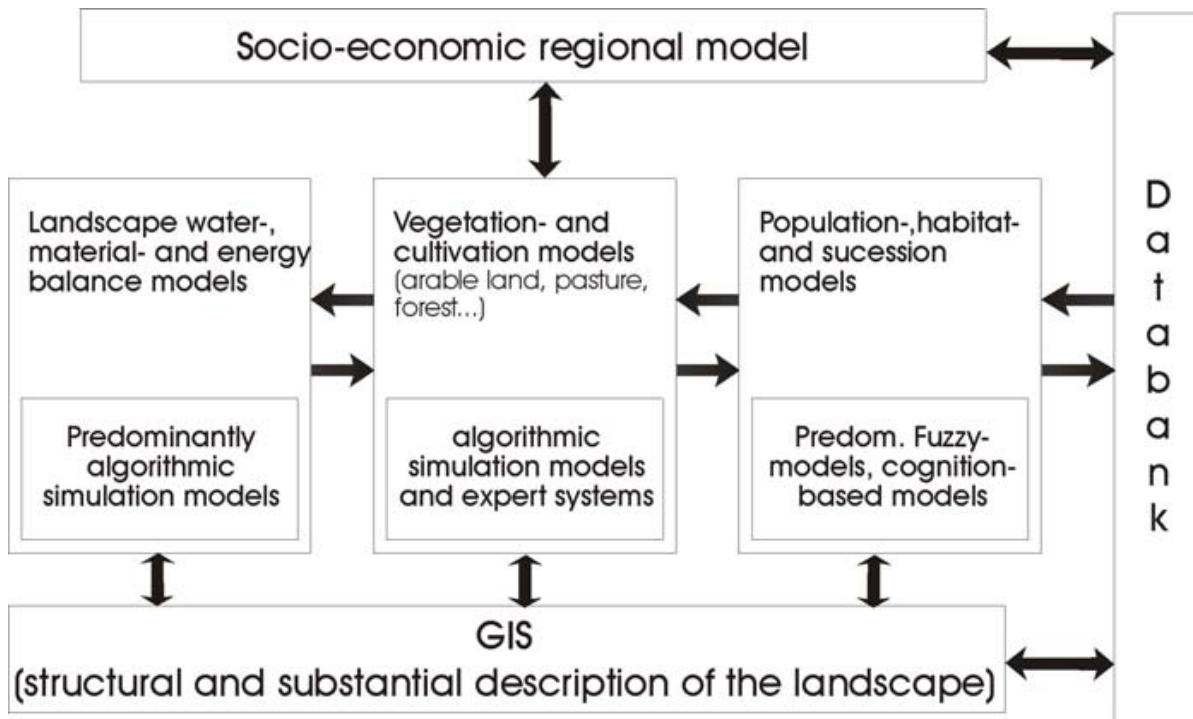 Socio-economic regional model
Landscape water-,
material- and energy
balance models
Predominantly
algorithmic
simulation models
Vegetation- and
cultivation models
(arable land, pasture,
forest...)
algorithmic
simulation models
and expert systems
Population-,habitat-
and sucession
models
Predom. Fuzzy-
models, cognition-
based models
Databank
GIS
(structural and substantial description of the landscape)